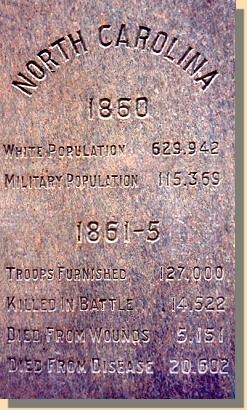 NORTH CAROLINA
1860
WHITE POPULATION 629.942
MILITARY POPULATION 115.369
1861-5
TROOPS FURNISHED 127.000
KILLED IN BATTLE 14.522
DIED FROM WOUNDS 5.151
DIED FROM DISEASE 20.602